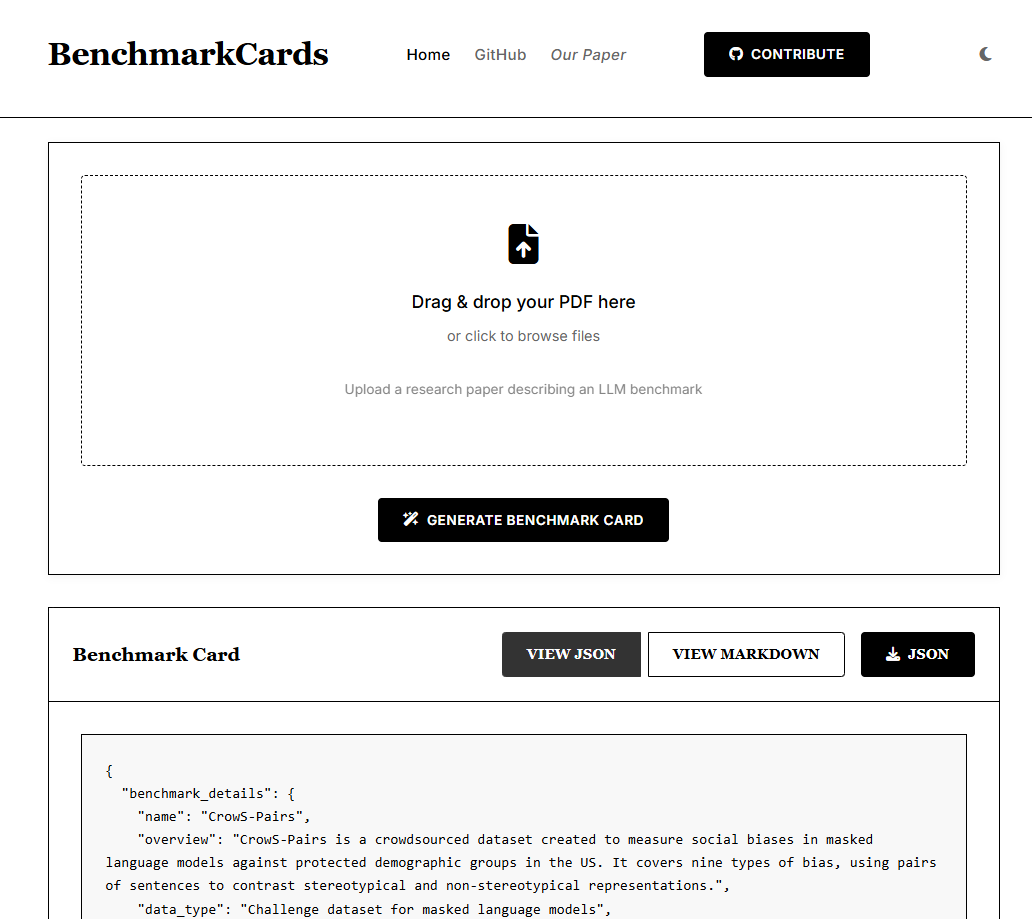 BenchmarkCards
Home
GitHub
Our Paper
CONTRIBUTE
Drag & drop your PDF here
or click to browse files
Upload a research paper describing an LLM benchmark
GENERATE BENCHMARK CARD
Benchmark Card
VIEW JSON
VIEW MARKDOWN
JSON
{
"benchmark_details": {
"name": "CrowS-Pairs",
"overview": "CrowS-Pairs is a crowdsourced dataset created to measure social biases in masked
language models against protected demographic groups in the US. It covers nine types of bias, using pairs
of sentences to contrast stereotypical and non-stereotypical representations.",
"data_type": "Challenge dataset for masked language models",